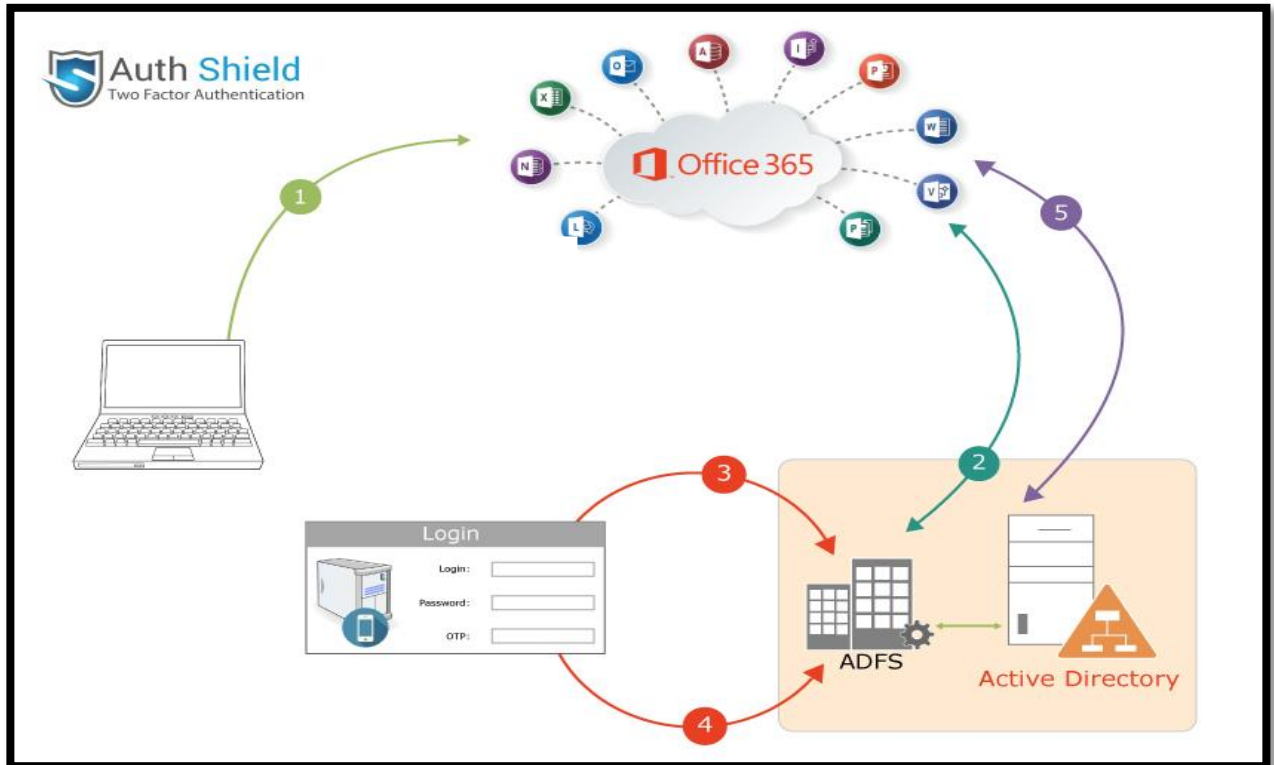 Auth Shield
Two Factor Authentication
O
A
I
P
X
W
N
Office 365
V
L
P
1
5
2
3
Login
Login:
Password:
OTP:
ADFS
Active Directory
4